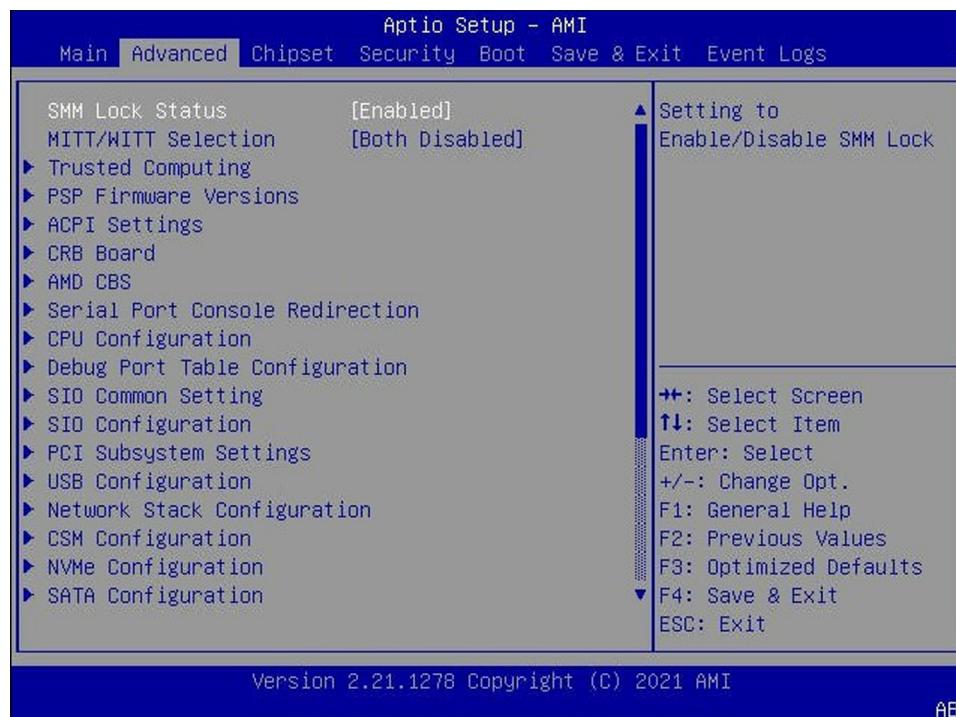 Aptio Setup – AMI
Main Advanced Chipset Security Boot Save & Exit Event Logs
SMM Lock Status [Enabled]
MITT/WITT Selection [Both Disabled]
Trusted Computing
PSP Firmware Versions
ACPI Settings
CRB Board
AMD CBS
Serial Port Console Redirection
CPU Configuration
Debug Port Table Configuration
SIO Common Setting
SIO Configuration
PCI Subsystem Settings
USB Configuration
Network Stack Configuration
CSM Configuration
NVMe Configuration
SATA Configuration
Setting to
Enable/Disable SMM Lock
→←: Select Screen
↑↓: Select Item
Enter: Select
+/-: Change Opt.
F1: General Help
F2: Previous Values
F3: Optimized Defaults
F4: Save & Exit
ESC: Exit
Version 2.21.1278 Copyright (C) 2021 AMI